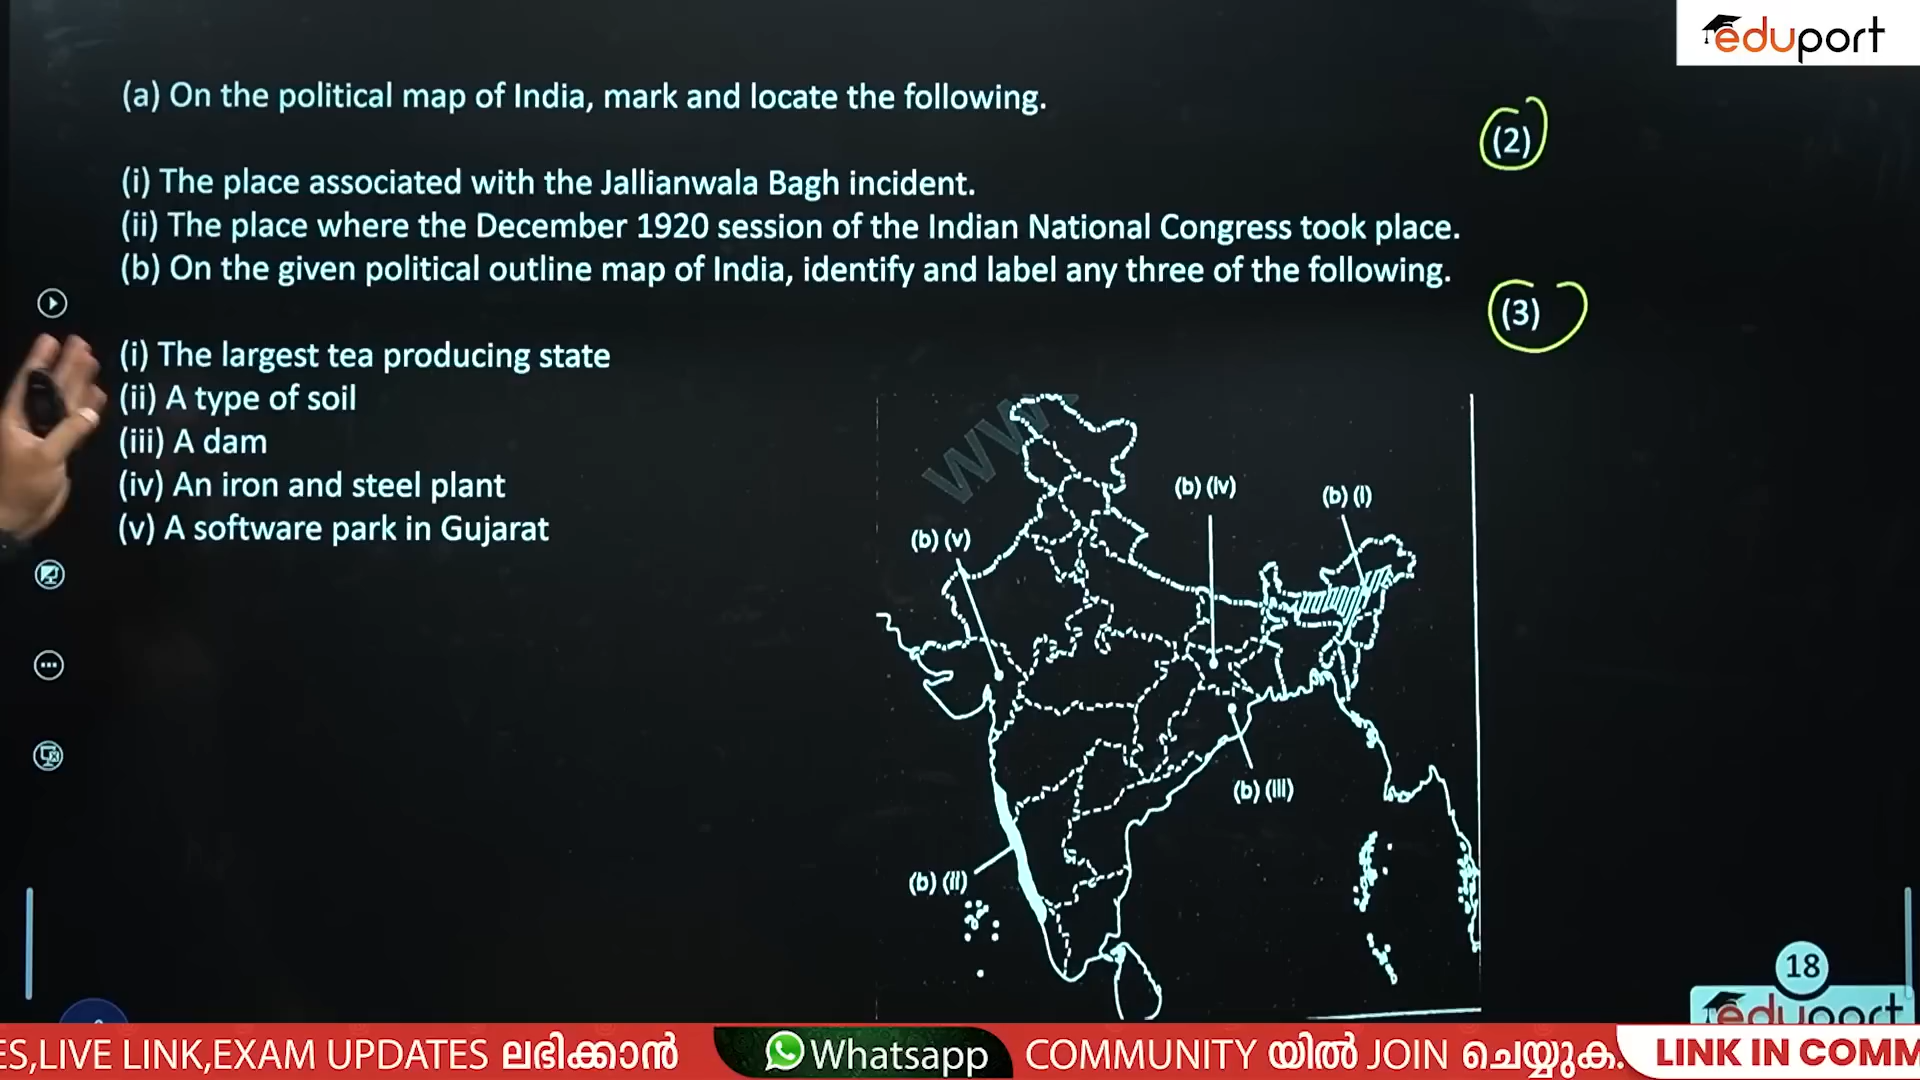 eduport
(a) On the political map of India, mark and locate the following.
(2)
(i) The place associated with the Jallianwala Bagh incident.
(ii) The place where the December 1920 session of the Indian National Congress took place.
(b) On the given political outline map of India, identify and label any three of the following.
(3)
(i) The largest tea producing state
(ii) A type of soil
(iii) A dam
(iv) An iron and steel plant
(v) A software park in Gujarat
(b) (iv)
(b) (i)
(b) (v)
(b) (iii)
(b) (ii)
18
eduport
ES,LIVE LINK,EXAM UPDATES ലഭിക്കാൻ Whatsapp COMMUNITY യിൽ JOIN ചെയ്യുക. LINK IN COMM